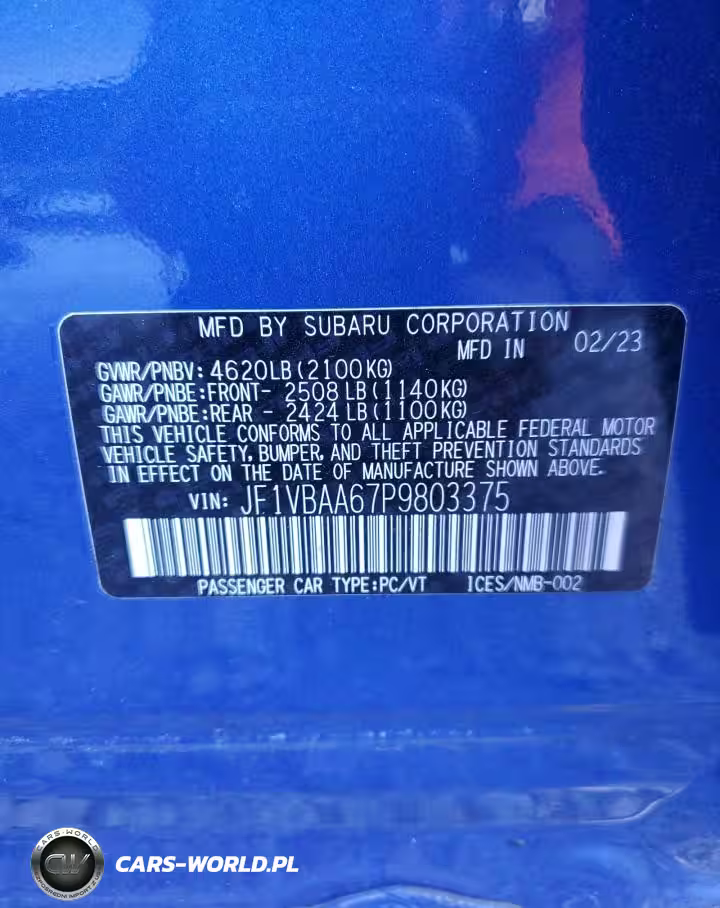 MFD BY SUBARU CORPORATION
MFD IN 02/23
GVWR/PNBV: 4620LB(2100KG)
GAWR/PNBE:FRONT- 2508 LB(1140KG)
GAWR/PNBE:REAR - 2424 LB(1100KG)
THIS VEHICLE CONFORMS TO ALL APPLICABLE FEDERAL MOTOR
VEHICLE SAFETY, BUMPER, AND THEFT PREVENTION STANDARDS
IN EFFECT ON THE DATE OF MANUFACTURE SHOWN ABOVE.
VIN: JF1VBAA67P9803375
PASSENGER CAR TYPE:PC/VT ICES/NMB-002
CARS-WORLD
CW
CARS-WORLD.PL